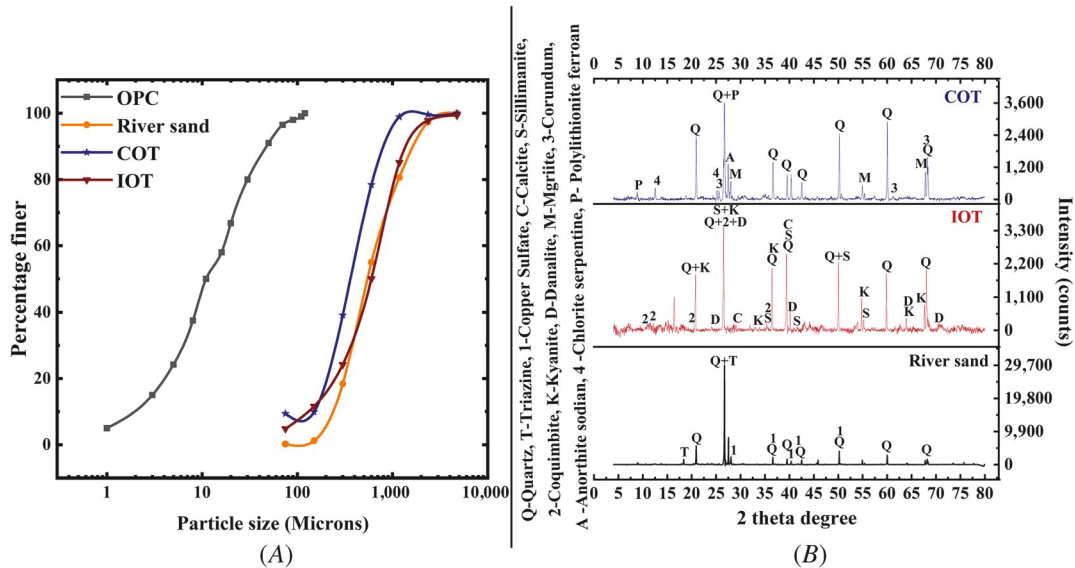 A
B
OPC
River sand
COT
IOT
Percentage finer
100
80
60
40
20
0
1
10
100
1,000
10,000
Particle size (Microns)
(A)
Q-Quartz, T-Triazine, 1-Copper Sulfate, C-Calcite, S-Sillimanite,
2-Coquimbite, K-Kyanite, D-Danalite, M-Mgriite, 3-Corundum,
A -Anorthite sodian, 4 -Chlorite serpentine, P- Polylithionite ferroan
0 5 10 15 20 25 30 35 40 45 50 55 60 65 70 75 80
COT
3,600
2,400
1,200
0
Q+P
Q
P
4
4
3
A
M
Q
Q
Q
Q
M
Q
3
3
Q
M
IOT
3,300
2,200
1,100
0
S+K
Q+2+D
Q+K
2
2
2
D
C
K
2
S
K
Q
C
S
Q
D
S
Q+S
K
S
Q
D
K
K
Q
D
River sand
29,700
19,800
9,900
0
Q+T
T
Q
1
1
Q
Q
1
1
Q
1
Q
Q
Q
0 5 10 15 20 25 30 35 40 45 50 55 60 65 70 75 80
2 theta degree
Intensity (counts)
(B)